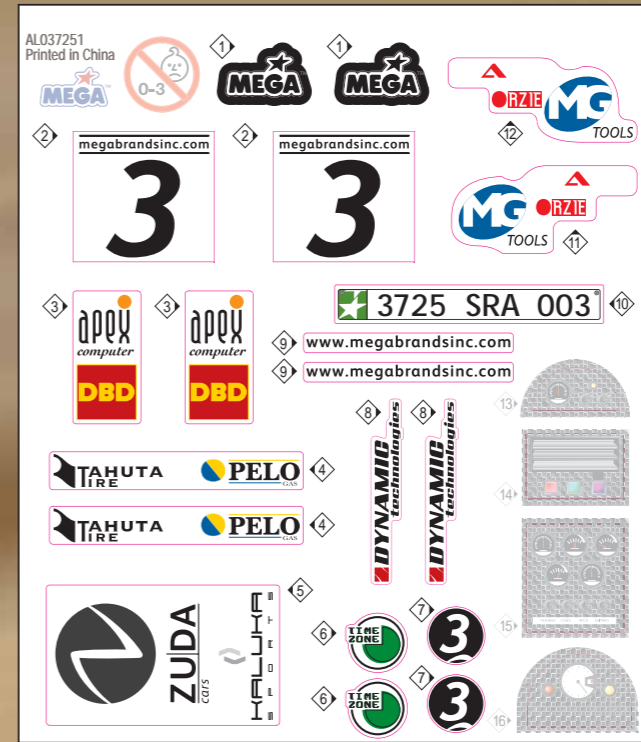 AL037251
Printed in China
MEGA
0-3
1
MEGA
1
MEGA
A
ORZIE
MG
TOOLS
12
2
megabrandsinc.com
3
2
megabrandsinc.com
3
A
MG
ORZIE
TOOLS
11
3
apex
computer
DBD
3
apex
computer
DBD
3725 SRA 003
10
9
www.megabrandsinc.com
9
www.megabrandsinc.com
13
8
DYNAMIC
technologies
8
DYNAMIC
technologies
14
TAHUTA
TIRE
PELO
GAS
4
TAHUTA
TIRE
PELO
GAS
4
15
5
ZUDA
cars
KALUKA
SPORTS
6
TIME
ZONE
7
3
6
TIME
ZONE
7
3
16